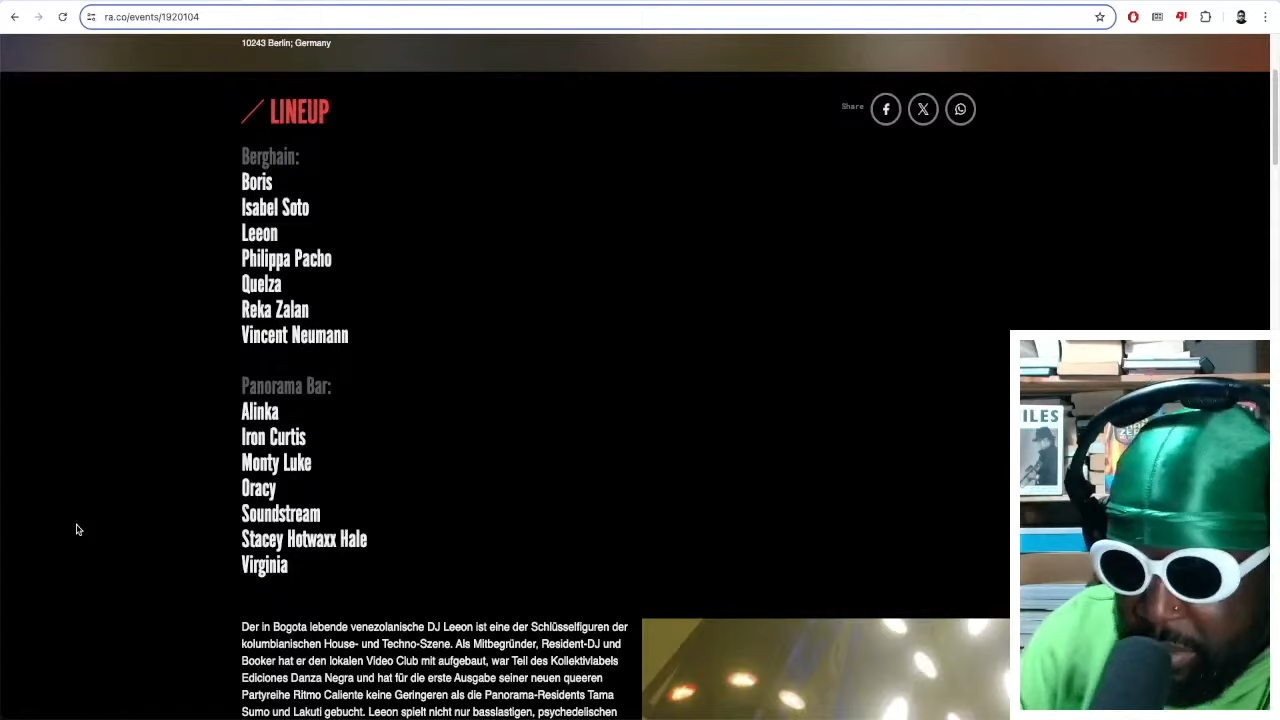 ra.co/events/1920104
10243 Berlin; Germany
LINEUP
Share
Berghain:
Boris
Isabel Soto
Leeon
Philippa Pacho
Quelza
Reka Zalan
Vincent Neumann
Panorama Bar:
Alinka
Iron Curtis
Monty Luke
Oracy
Soundstream
Stacey Hotwaxx Hale
Virginia
Der in Bogota lebende venezolanische DJ Leeon ist eine der Schlüsselfiguren der
kolumbianischen House- und Techno-Szene. Als Mitbegründer, Resident-DJ und
Booker hat er den lokalen Video Club mit aufgebaut, war Teil des Kollektivlabels
Ediciones Danza Negra und hat für die erste Ausgabe seiner neuen queeren
Partyreihe Ritmo Caliente keine Geringeren als die Panorama-Residents Tama
Sumo und Lakuti gebucht. Leeon spielt nicht nur basslastigen, psychedelischen
ILES